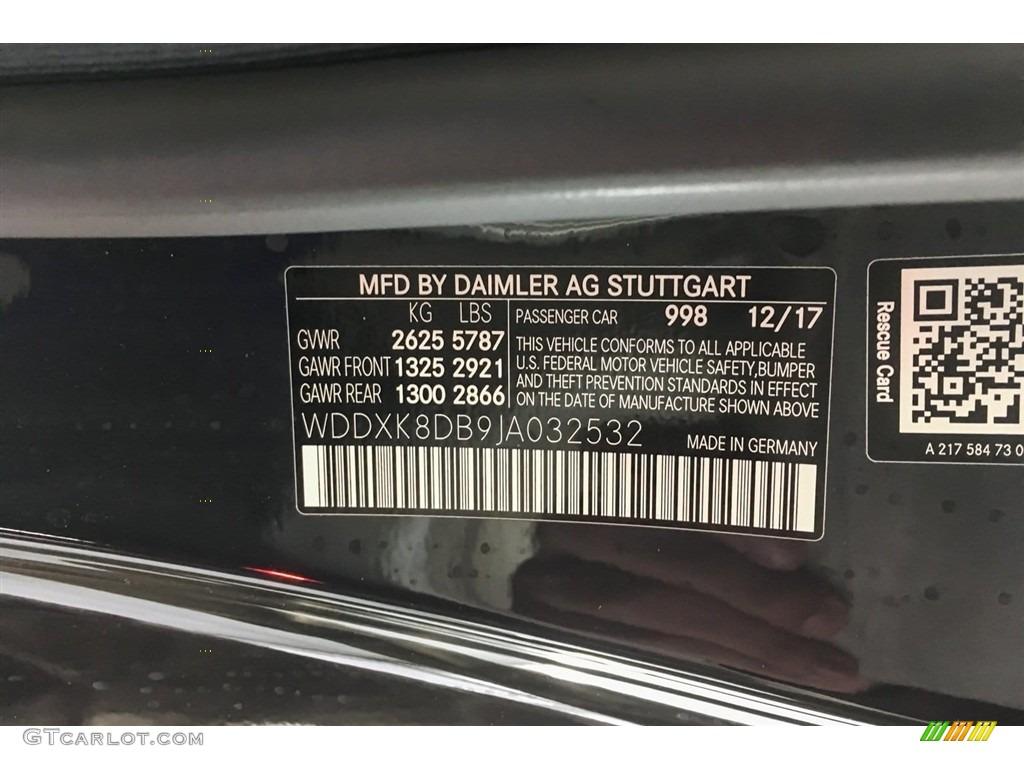 MFD BY DAIMLER AG STUTTGART
KG LBS
GVWR 2625 5787
GAWR FRONT 1325 2921
GAWR REAR 1300 2866
PASSENGER CAR 998 12/17
THIS VEHICLE CONFORMS TO ALL APPLICABLE
U.S. FEDERAL MOTOR VEHICLE SAFETY,BUMPER
AND THEFT PREVENTION STANDARDS IN EFFECT
ON THE DATE OF MANUFACTURE SHOWN ABOVE
WDDXK8DB9JA032532
MADE IN GERMANY
Rescue Card
A 217 584 73 0
GTCarlot.com